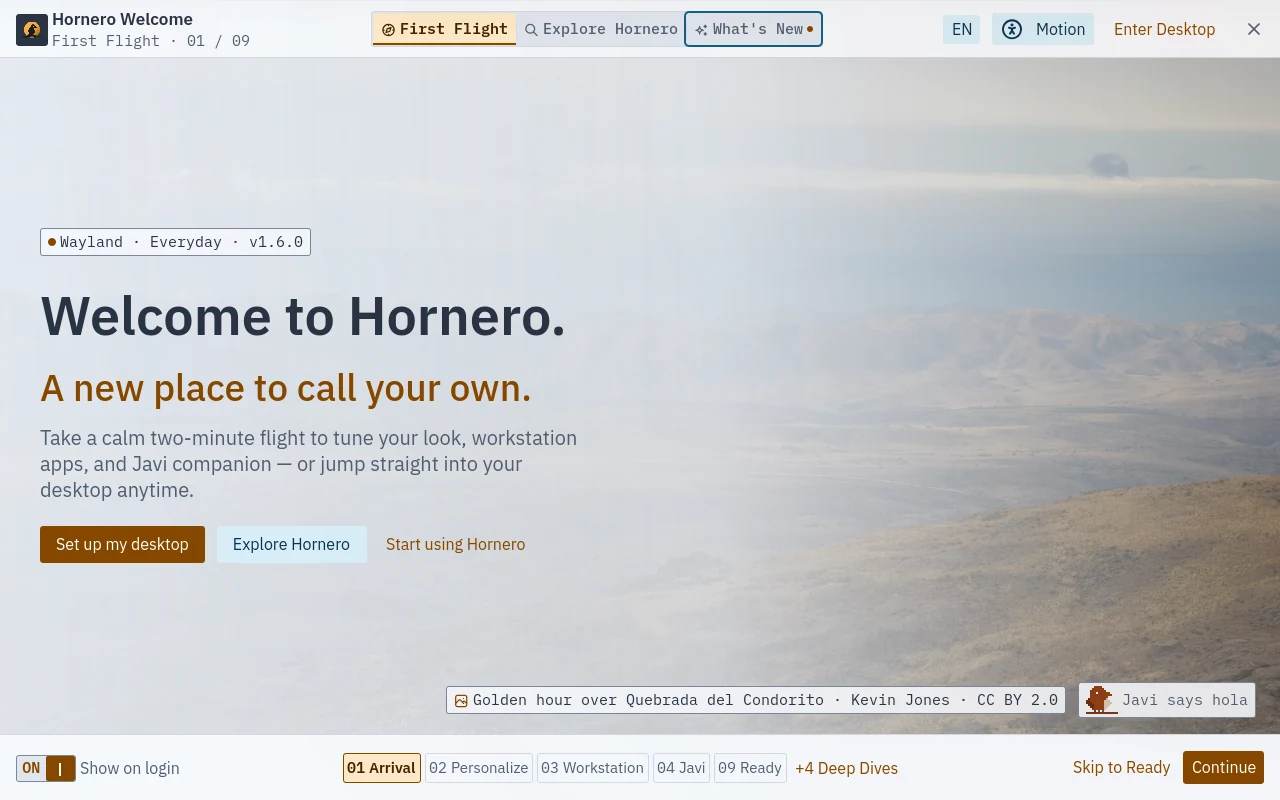 Hornero Welcome
First Flight · 01 / 09
First Flight
Explore Hornero
What's New
EN
Motion
Enter Desktop
Wayland · Everyday · v1.6.0
Welcome to Hornero.
A new place to call your own.
Take a calm two-minute flight to tune your look, workstation
apps, and Javi companion — or jump straight into your
desktop anytime.
Set up my desktop
Explore Hornero
Start using Hornero
Golden hour over Quebrada del Condorito · Kevin Jones · CC BY 2.0
Javi says hola
ON
Show on login
01 Arrival
02 Personalize
03 Workstation
04 Javi
09 Ready
+4 Deep Dives
Skip to Ready
Continue